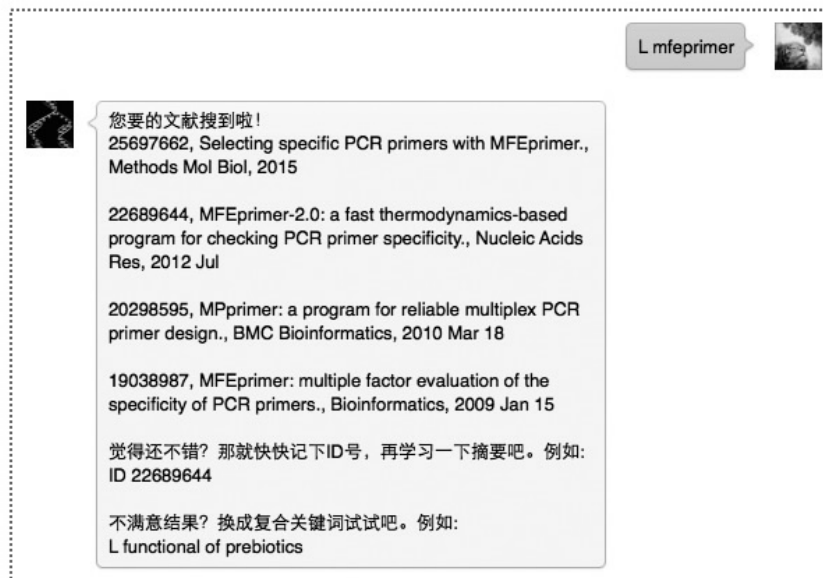 L mfeprimer
您要的文献搜到啦!
25697662, Selecting specific PCR primers with MFEprimer.,
Methods Mol Biol, 2015
22689644, MFEprimer-2.0: a fast thermodynamics-based
program for checking PCR primer specificity., Nucleic Acids
Res, 2012 Jul
20298595, MPprimer: a program for reliable multiplex PCR
primer design., BMC Bioinformatics, 2010 Mar 18
19038987, MFEprimer: multiple factor evaluation of the
specificity of PCR primers., Bioinformatics, 2009 Jan 15
觉得还不错？那就快快记下ID号，再学习一下摘要吧。例如:
ID 22689644
不满意结果？换成复合关键词试试吧。例如:
L functional of prebiotics